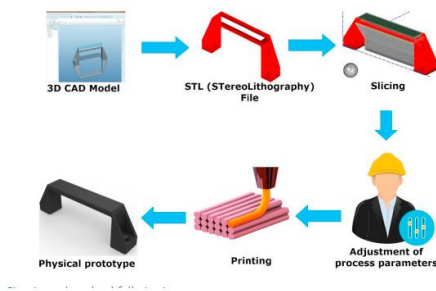 3D CAD Model
STL (STereoLithography)
File
Slicing
Adjustment of
process parameters
Printing
Physical prototype